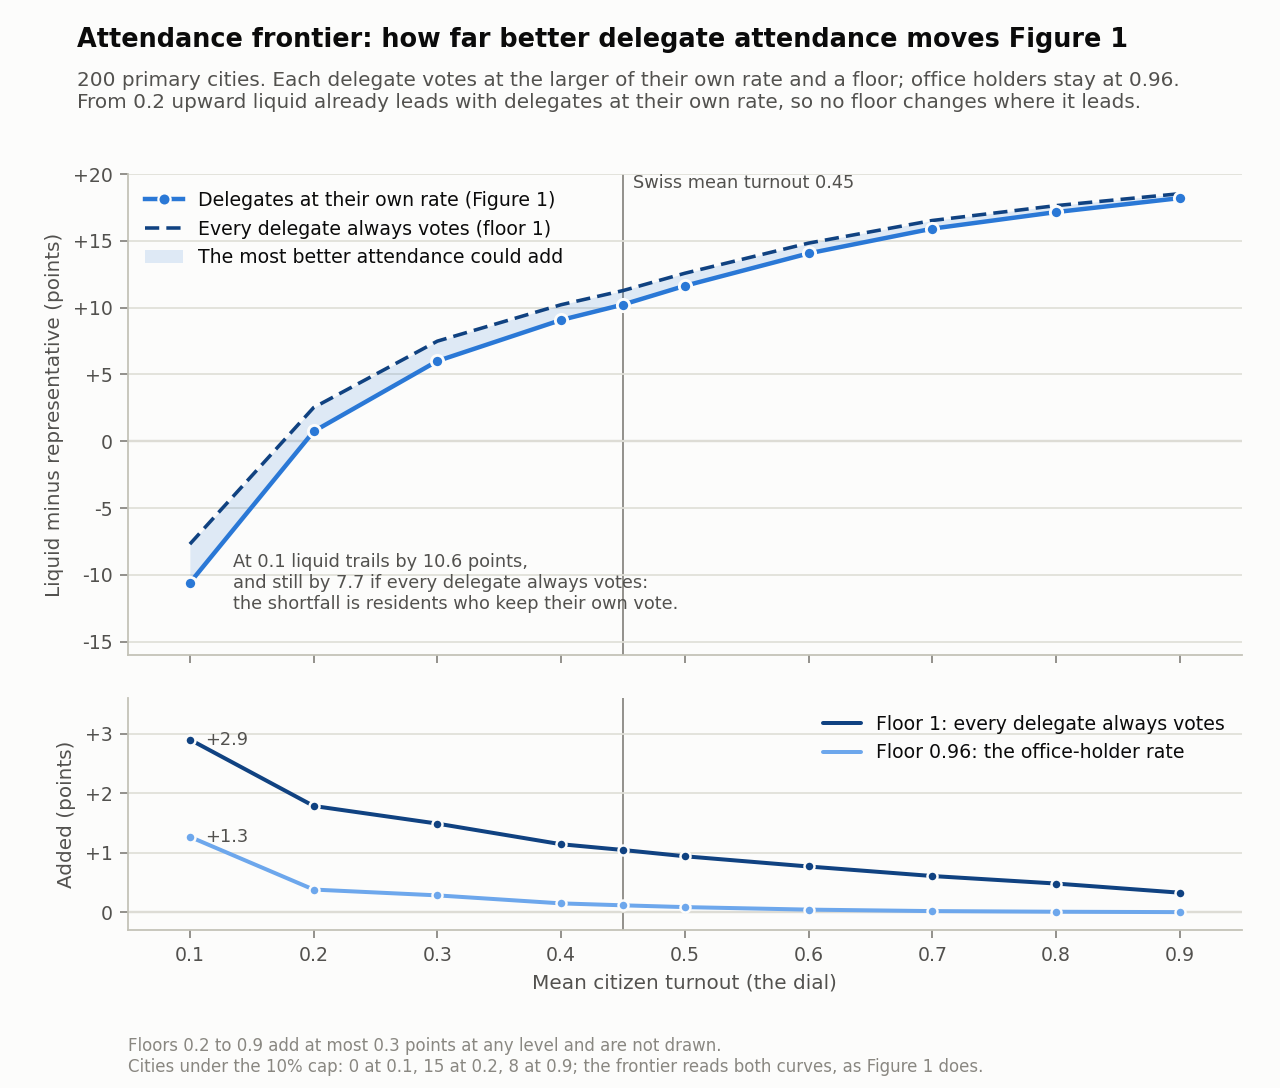 Attendance frontier: how far better delegate attendance moves Figure 1
200 primary cities. Each delegate votes at the larger of their own rate and a floor; office holders stay at 0.96.
From 0.2 upward liquid already leads with delegates at their own rate, so no floor changes where it leads.
Liquid minus representative (points)
+20
+15
+10
+5
0
-5
-10
-15
Delegates at their own rate (Figure 1)
Every delegate always votes (floor 1)
The most better attendance could add
Swiss mean turnout 0.45
At 0.1 liquid trails by 10.6 points,
and still by 7.7 if every delegate always votes:
the shortfall is residents who keep their own vote.
Added (points)
+3
+2
+1
0
+2.9
+1.3
Floor 1: every delegate always votes
Floor 0.96: the office-holder rate
0.1 0.2 0.3 0.4 0.5 0.6 0.7 0.8 0.9
Mean citizen turnout (the dial)
Floors 0.2 to 0.9 add at most 0.3 points at any level and are not drawn.
Cities under the 10% cap: 0 at 0.1, 15 at 0.2, 8 at 0.9; the frontier reads both curves, as Figure 1 does.